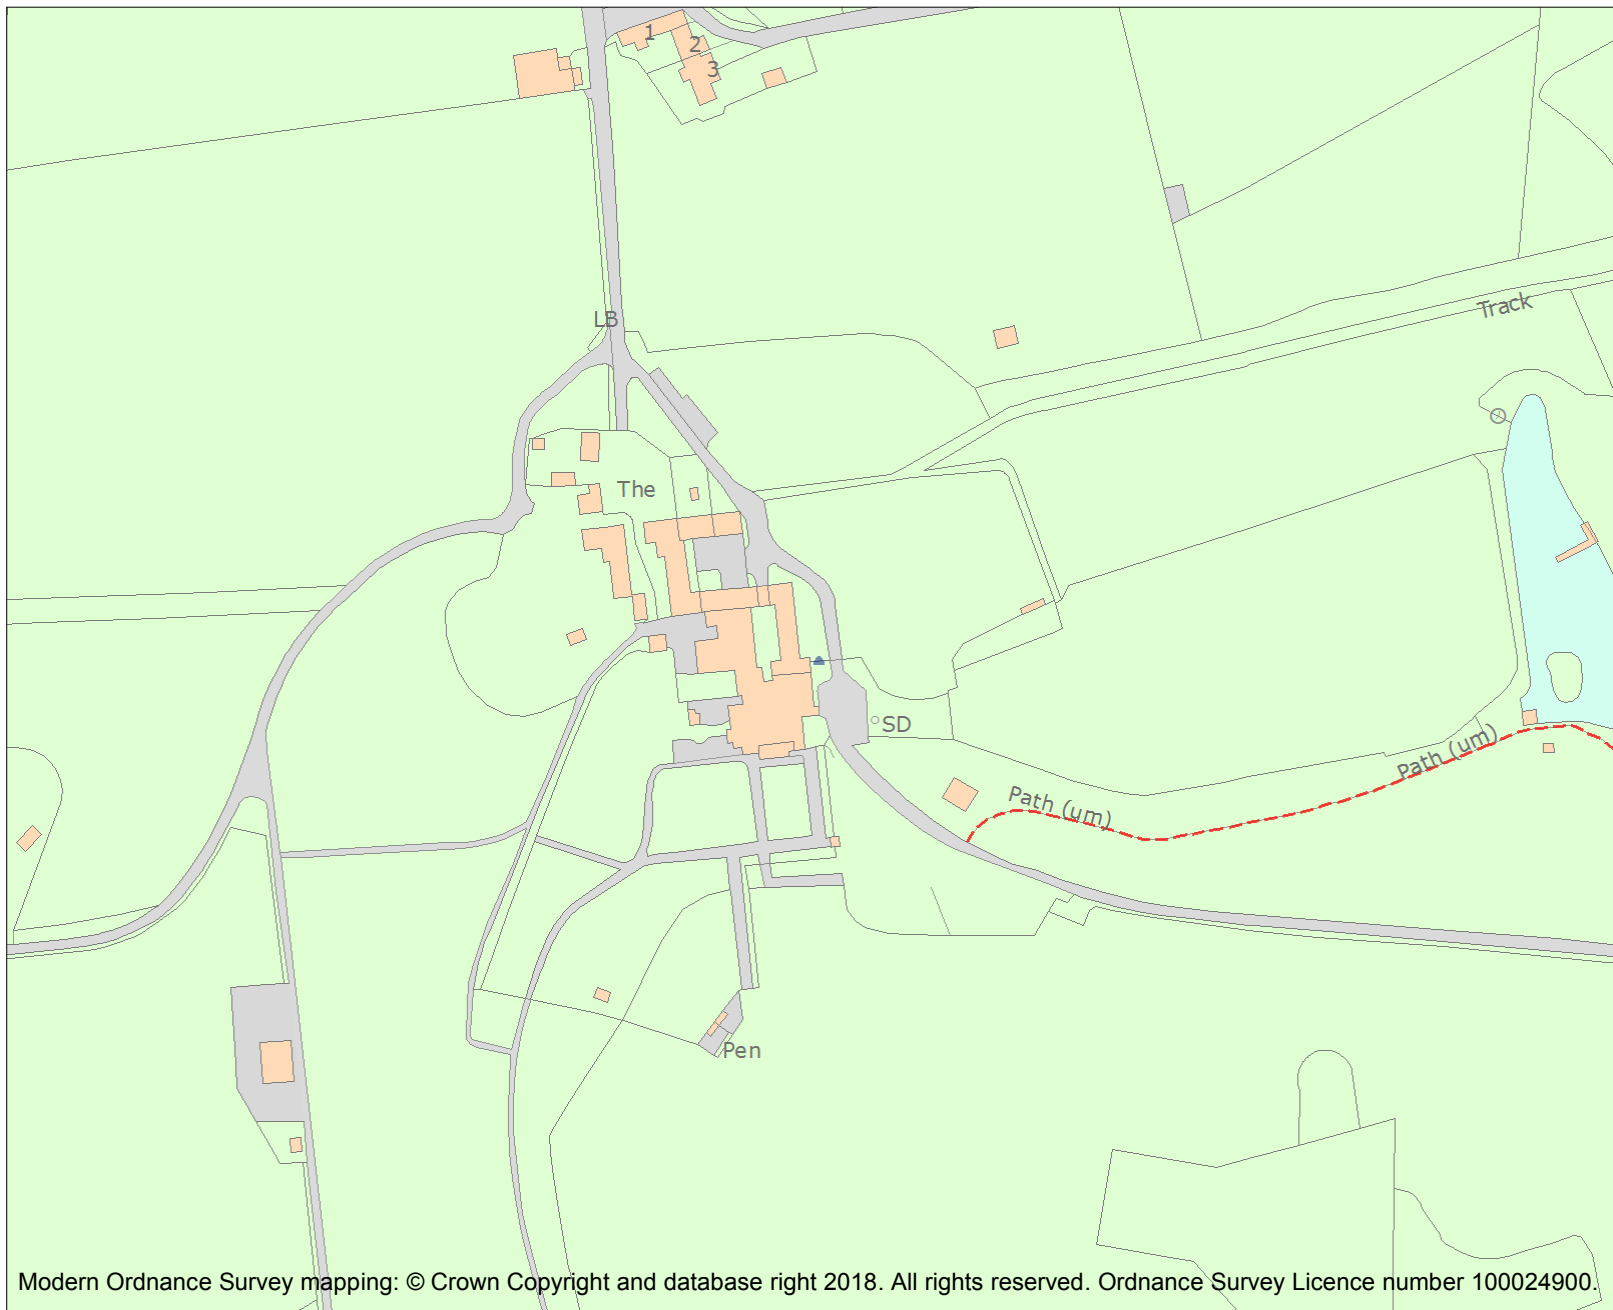 1
2
3
LB
Track
The
SD
Path (um)
Path (um)
Pen
Modern Ordnance Survey mapping: © Crown Copyright and database right 2018. All rights reserved. Ordnance Survey Licence number 100024900.